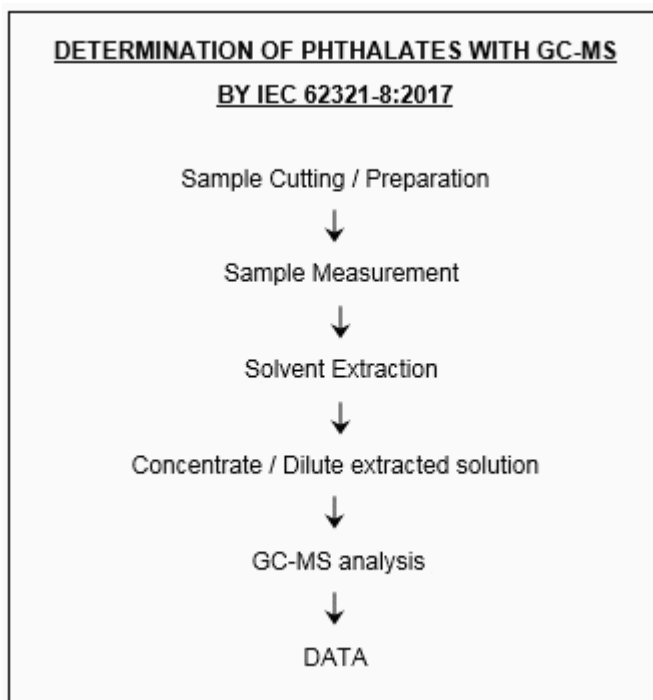 DETERMINATION OF PHTHALATES WITH GC-MS
BY IEC 62321-8:2017
Sample Cutting / Preparation
Sample Measurement
Solvent Extraction
Concentrate / Dilute extracted solution
GC-MS analysis
DATA